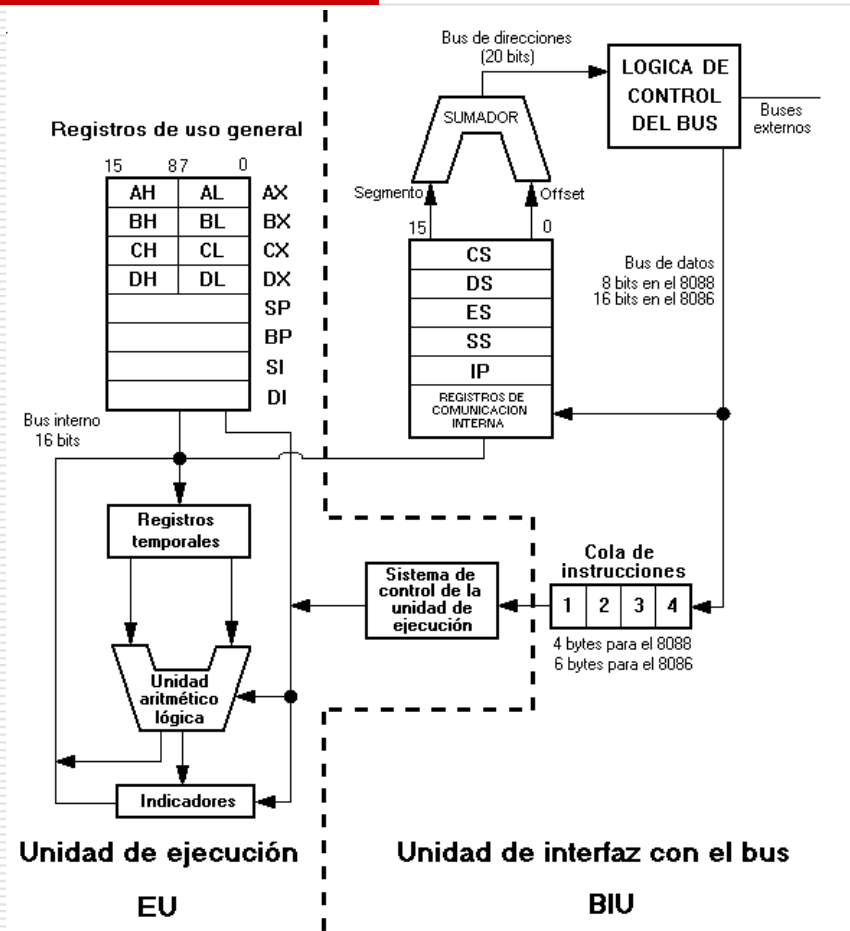 Bus de direcciones
(20 bits)
LOGICA DE
CONTROL
DEL BUS
Buses
externos
SUMADOR
Registros de uso general
15 87 0
AH AL AX
BH BL BX
CH CL CX
DH DL DX
SP
BP
SI
DI
Segmento
Offset
15 0
CS
DS
ES
SS
IP
REGISTROS DE
COMUNICACION
INTERNA
Bus de datos
8 bits en el 8088
16 bits en el 8086
Bus interno
16 bits
Registros
temporales
Sistema de
control de la
unidad de
ejecución
Cola de
instrucciones
1 2 3 4
4 bytes para el 8088
6 bytes para el 8086
Unidad
aritmético
lógica
Indicadores
Unidad de ejecución
EU
Unidad de interfaz con el bus
BIU